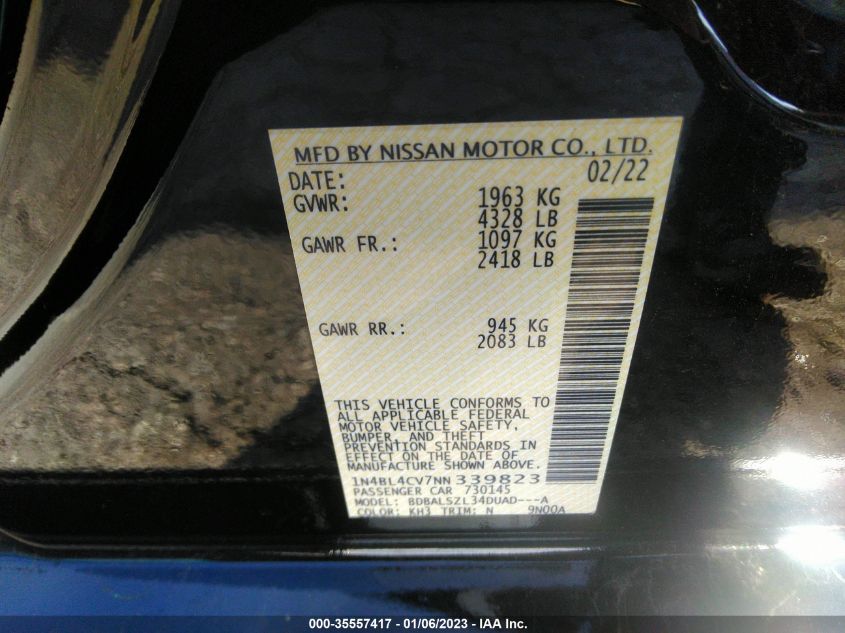 MFD BY NISSAN MOTOR CO., LTD.
DATE: 02/22
GVWR: 1963 KG
4328 LB
GAWR FR.: 1097 KG
2418 LB
GAWR RR.: 945 KG
2083 LB
THIS VEHICLE CONFORMS TO
ALL APPLICABLE FEDERAL
MOTOR VEHICLE SAFETY,
BUMPER, AND THEFT
PREVENTION STANDARDS IN
EFFECT ON THE DATE OF
MANUFACTURE SHOWN ABOVE.
1N4BL4CV7NN339823
PASSENGER CAR 730145
MODEL: BDBALSZL34DUAD---A
COLOR: KH3 TRIM: N 9N00A
000-35557417 - 01/06/2023 - IAA Inc.